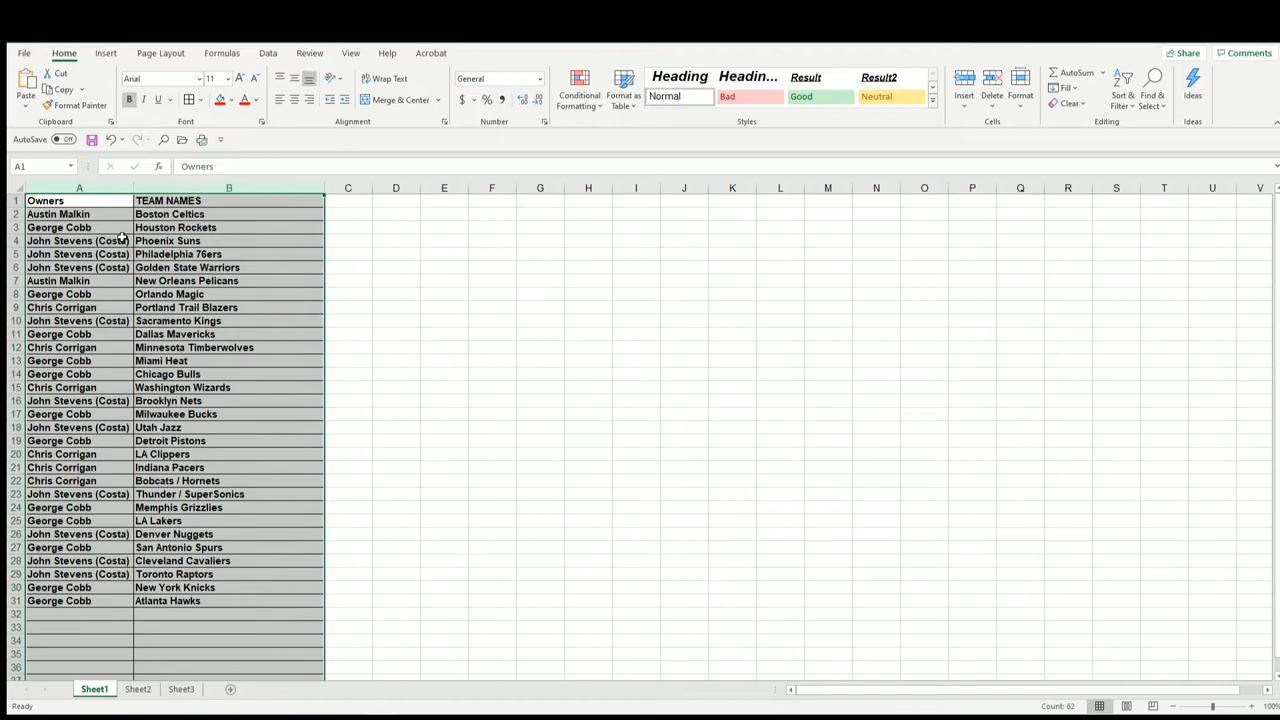 File Home Insert Page Layout Formulas Data Review View Help Acrobat Share Comments
Paste Cut Copy Format Painter Clipboard
Arial 11 A A B I U A Font
Wrap Text Merge & Center Alignment
General $ % Number
Conditional Formatting Format as Table Heading Headin... Result Result2 Normal Bad Good Neutral Styles
Insert Delete Format Cells
AutoSum Fill Clear Sort & Filter Find & Select Editing
Ideas Ideas
AutoSave Off
A1 fx Owners
A B C D E F G H I J K L M N O P Q R S T U V
1 Owners TEAM NAMES
2 Austin Malkin Boston Celtics
3 George Cobb Houston Rockets
4 John Stevens (Costa) Phoenix Suns
5 John Stevens (Costa) Philadelphia 76ers
6 John Stevens (Costa) Golden State Warriors
7 Austin Malkin New Orleans Pelicans
8 George Cobb Orlando Magic
9 Chris Corrigan Portland Trail Blazers
10 John Stevens (Costa) Sacramento Kings
11 George Cobb Dallas Mavericks
12 Chris Corrigan Minnesota Timberwolves
13 George Cobb Miami Heat
14 George Cobb Chicago Bulls
15 Chris Corrigan Washington Wizards
16 John Stevens (Costa) Brooklyn Nets
17 George Cobb Milwaukee Bucks
18 John Stevens (Costa) Utah Jazz
19 George Cobb Detroit Pistons
20 Chris Corrigan LA Clippers
21 Chris Corrigan Indiana Pacers
22 Chris Corrigan Bobcats / Hornets
23 John Stevens (Costa) Thunder / SuperSonics
24 George Cobb Memphis Grizzlies
25 George Cobb LA Lakers
26 John Stevens (Costa) Denver Nuggets
27 George Cobb San Antonio Spurs
28 John Stevens (Costa) Cleveland Cavaliers
29 John Stevens (Costa) Toronto Raptors
30 George Cobb New York Knicks
31 George Cobb Atlanta Hawks
32
33
34
35
36
Sheet1 Sheet2 Sheet3
Ready Count: 62 100%